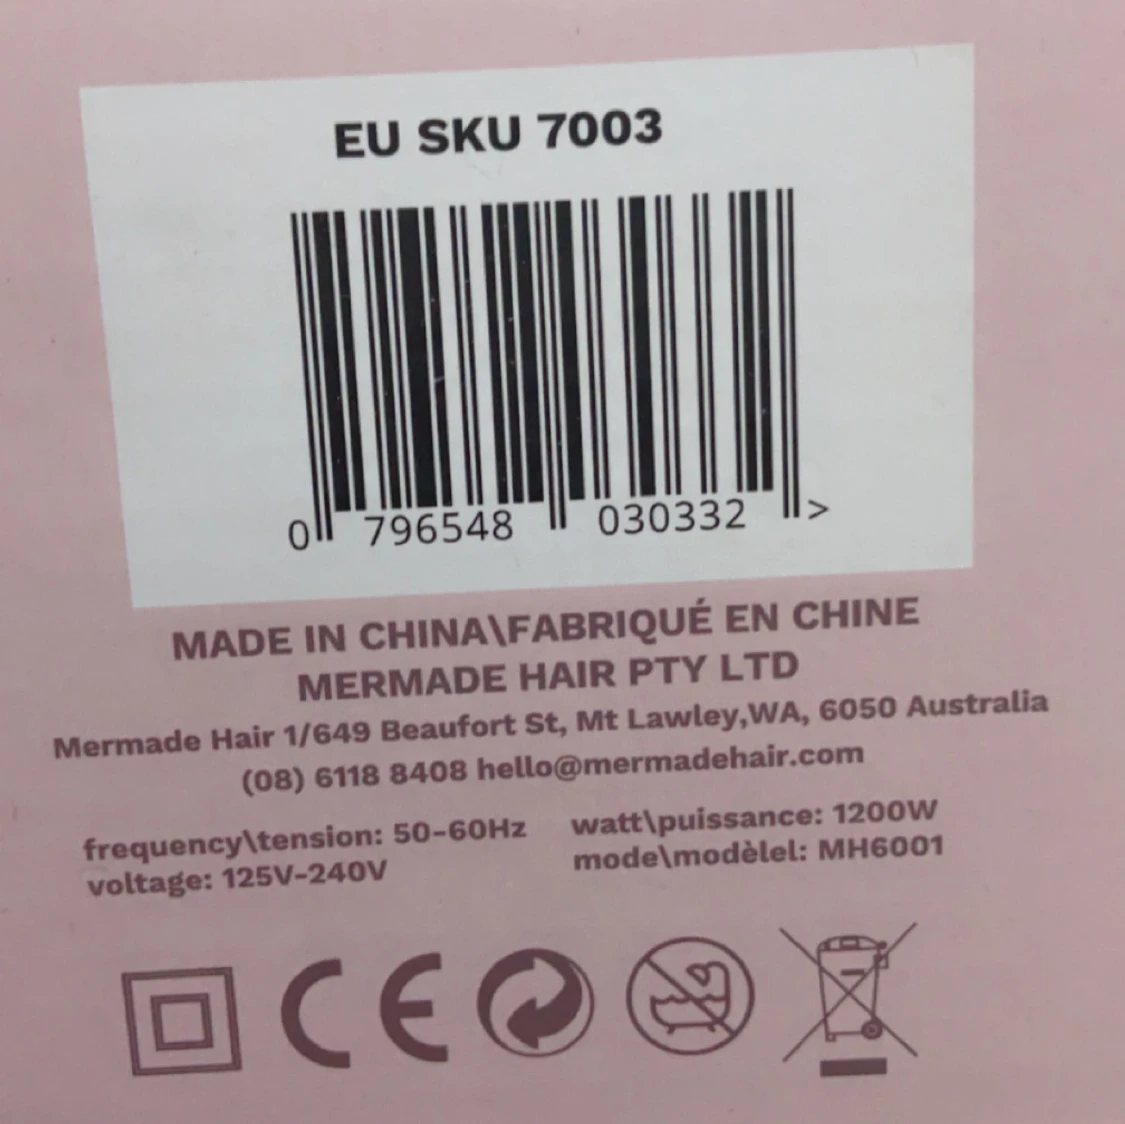 EU SKU 7003
0 796548 030332 >
MADE IN CHINA\FABRIQUÉ EN CHINE
MERMADE HAIR PTY LTD
Mermade Hair 1/649 Beaufort St, Mt Lawley,WA, 6050 Australia
(08) 6118 8408 hello@mermadehair.com
frequency\tension: 50-60Hz watt\puissance: 1200W
voltage: 125V-240V mode\modèlel: MH6001
CE